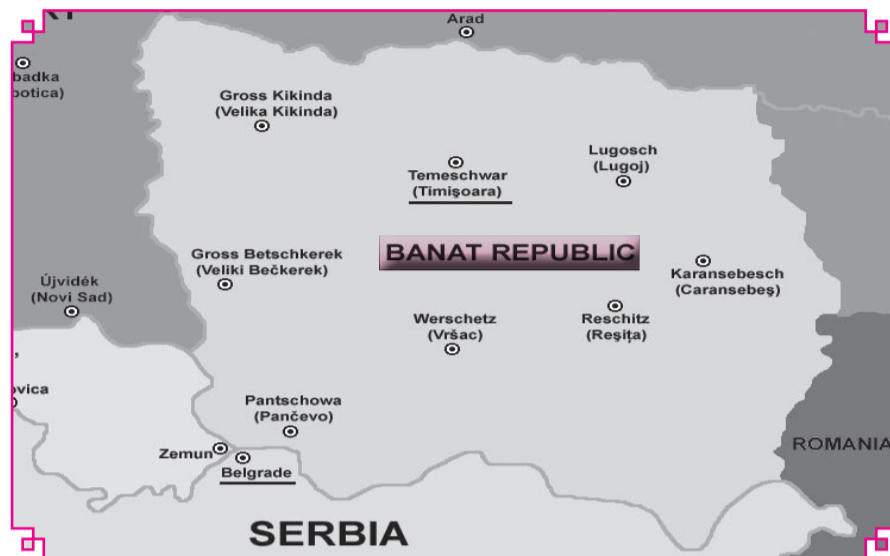 Arad
badka
botica)
Gross Kikinda
(Velika Kikinda)
Lugosch
(Lugoj)
Temeschwar
(Timişoara)
BANAT REPUBLIC
Gross Betschkerek
(Veliki Bečkerek)
Karansebesch
(Caransebeş)
Újvidék
(Novi Sad)
Werschetz
(Vršac)
Reschitz
(Reşiţa)
ovica
Pantschowa
(Pančevo)
ROMANIA
Zemun
Belgrade
SERBIA